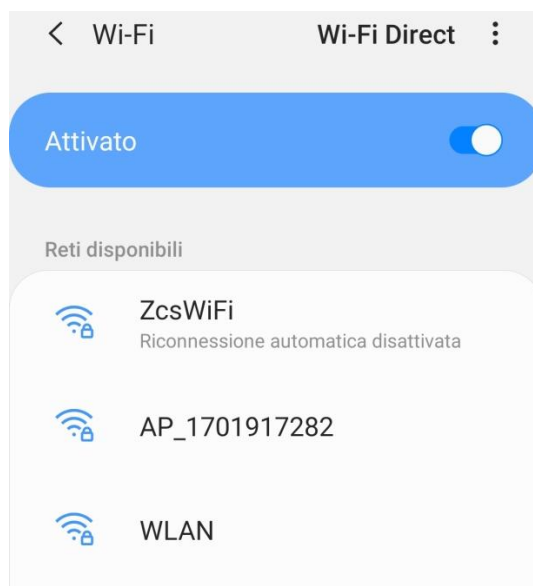 Wi-Fi Wi-Fi Direct
Attivato
Reti disponibili
ZcsWiFi
Riconnessione automatica disattivata
AP_1701917282
WLAN